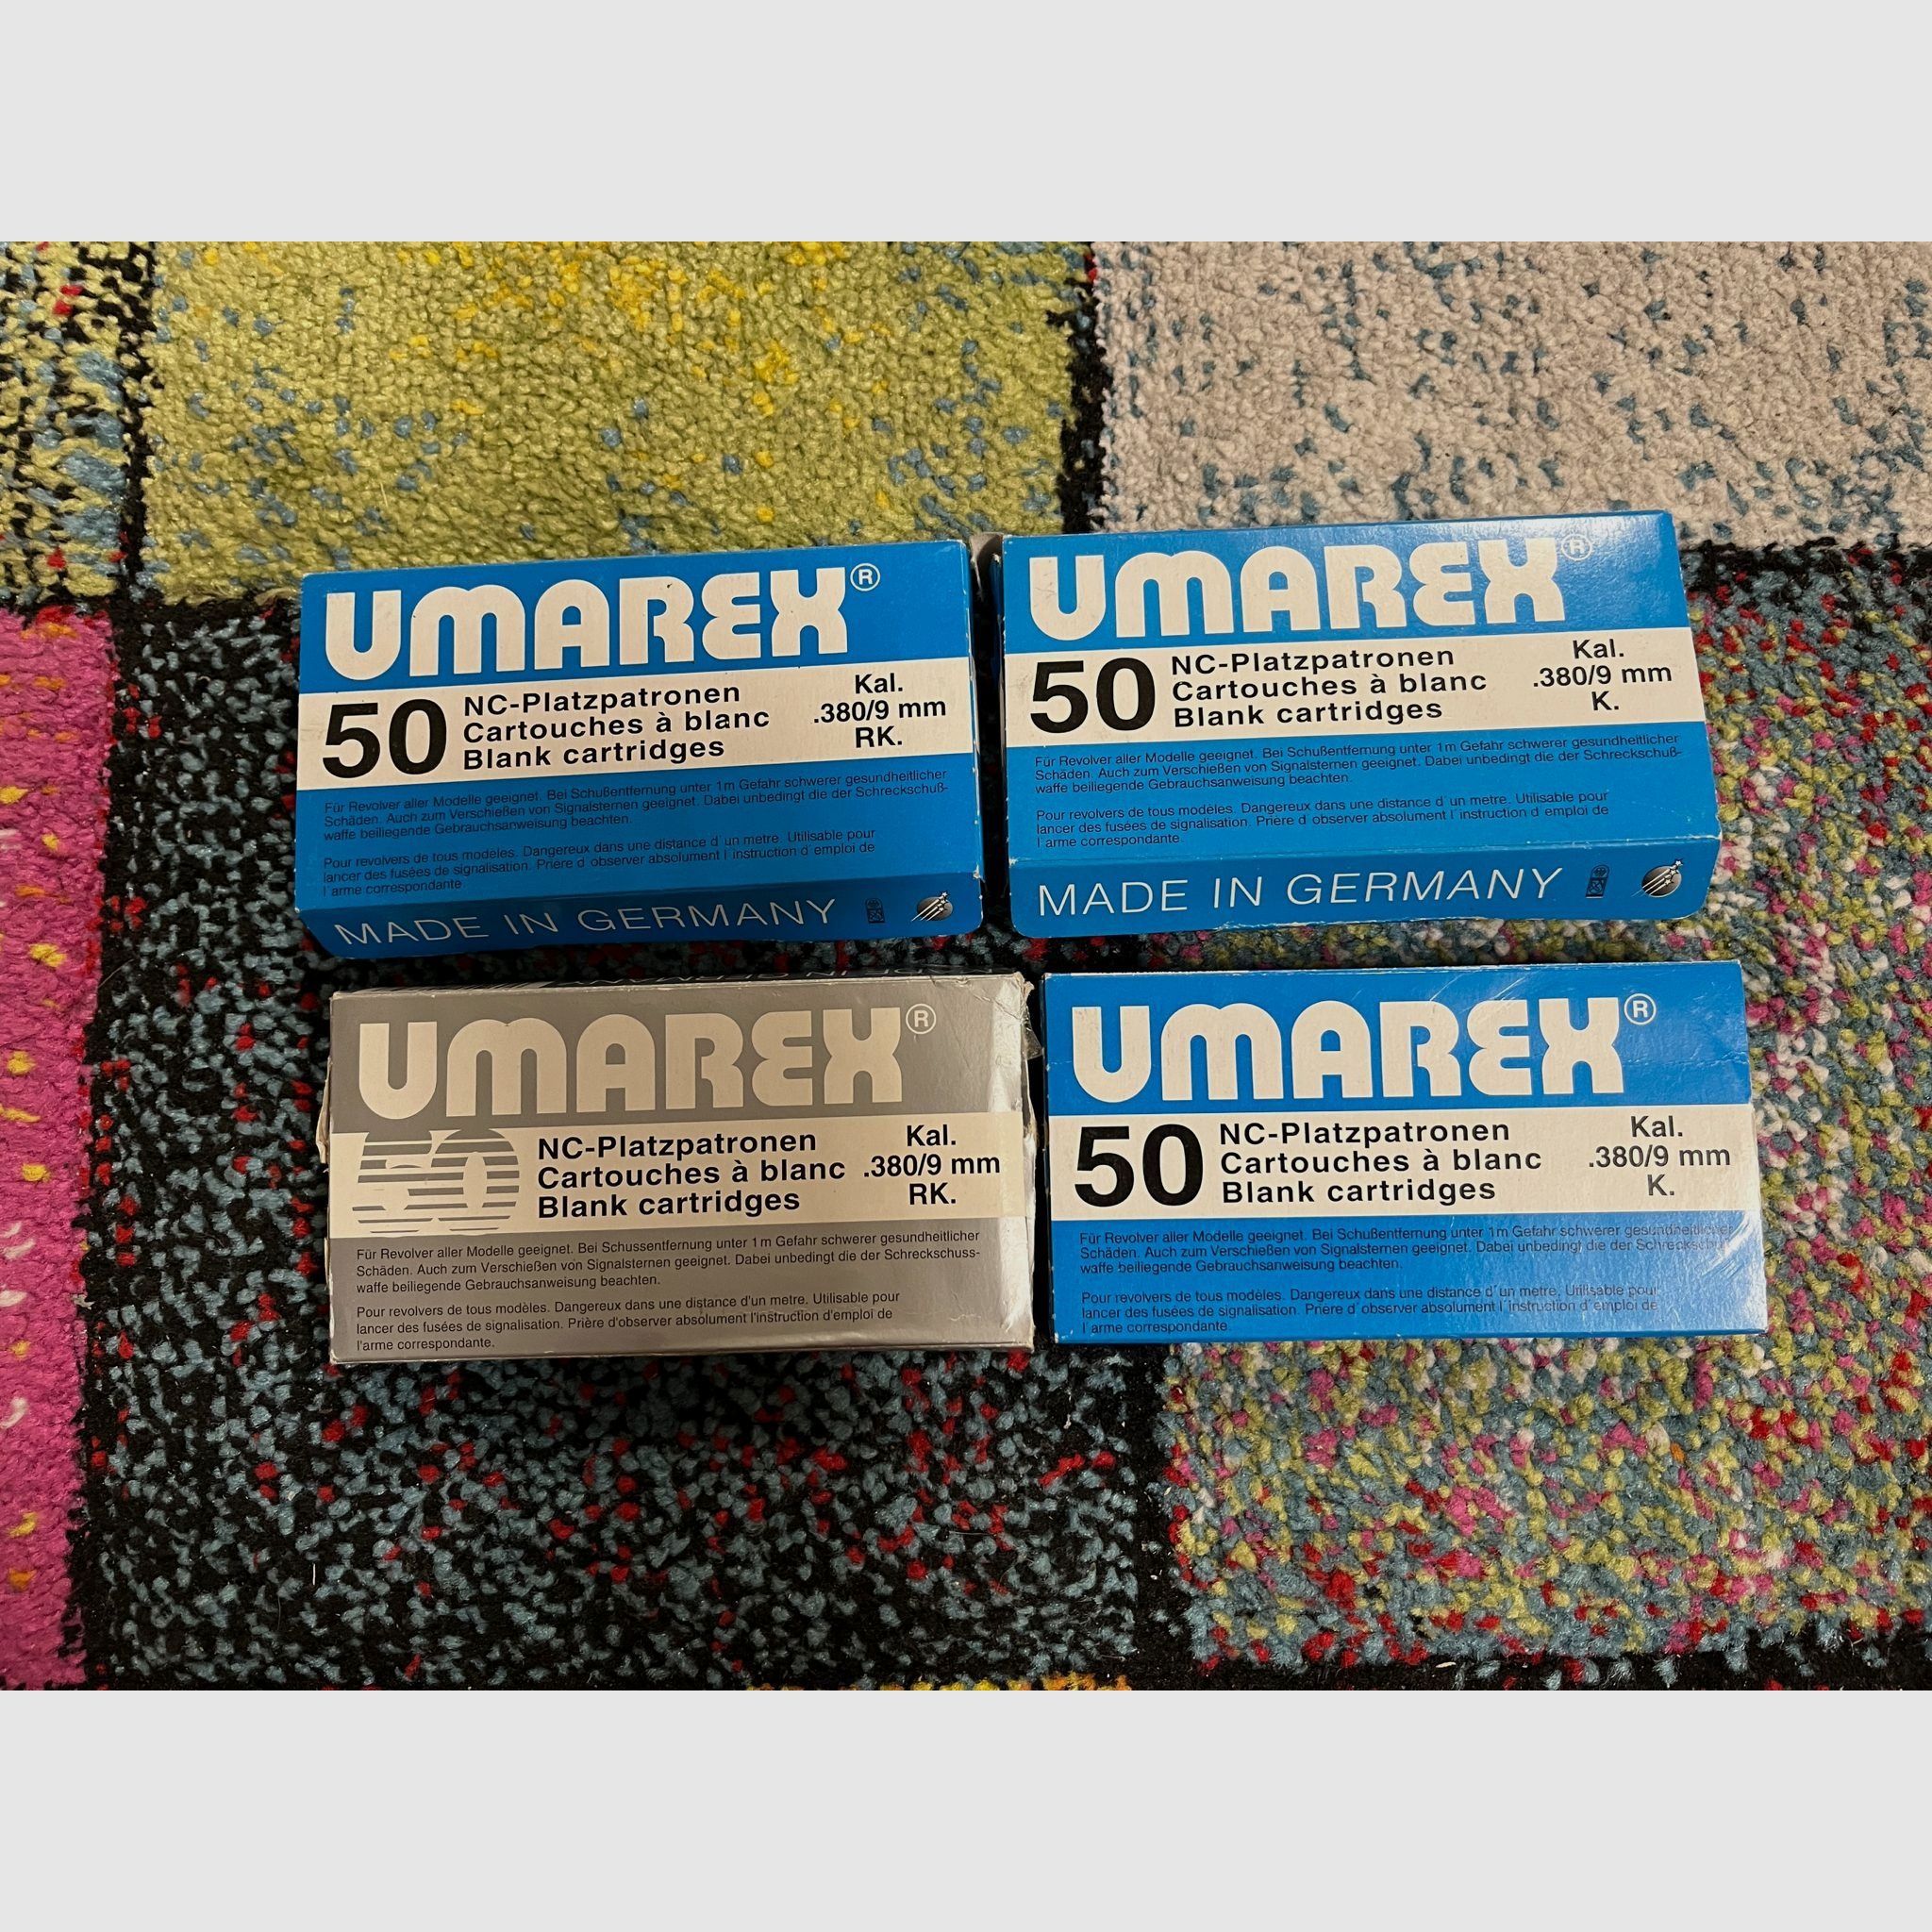 UMAREX®
50
NC-Platzpatronen
Cartouches à blanc
Blank cartridges
Kal.
.380/9 mm
RK.
Für Revolver aller Modelle geeignet. Bei Schußentfernung unter 1m Gefahr schwerer gesundheitlicher
Schäden. Auch zum Verschießen von Signalsternen geeignet. Dabei unbedingt die der Schreckschuß-
waffe beiliegende Gebrauchsanweisung beachten.
Pour revolvers de tous modèles. Dangereux dans une distance d'un metre. Utilisable pour
lancer des fusées de signalisation. Prière d'observer absolument l'instruction d'emploi de
l'arme correspondante
MADE IN GERMANY
UMAREX®
50
NC-Platzpatronen
Cartouches à blanc
Blank cartridges
Kal.
.380/9 mm
K.
Für Revolver aller Modelle geeignet. Bei Schußentfernung unter 1m Gefahr schwerer gesundheitlicher
Schäden. Auch zum Verschießen von Signalsternen geeignet. Dabei unbedingt die der Schreckschuß-
waffe beiliegende Gebrauchsanweisung beachten.
Pour revolvers de tous modèles. Dangereux dans une distance d'un metre. Utilisable pour
lancer des fusées de signalisation. Prière d'observer absolument l'instruction d'emploi de
l'arme correspondante.
MADE IN GERMANY
UMAREX®
50
NC-Platzpatronen
Cartouches à blanc
Blank cartridges
Kal.
.380/9 mm
RK.
Für Revolver aller Modelle geeignet. Bei Schussentfernung unter 1m Gefahr schwerer gesundheitlicher
Schäden. Auch zum Verschießen von Signalsternen geeignet. Dabei unbedingt die der Schreckschuss-
waffe beiliegende Gebrauchsanweisung beachten.
Pour revolvers de tous modèles. Dangereux dans une distance d'un metre. Utilisable pour
lancer des fusées de signalisation. Prière d'observer absolument l'instruction d'emploi de
l'arme correspondante.
UMAREX®
50
NC-Platzpatronen
Cartouches à blanc
Blank cartridges
Kal.
.380/9 mm
K.
Für Revolver aller Modelle geeignet. Bei Schußentfernung unter 1m Gefahr schwerer gesundheitlicher
Schäden. Auch zum Verschießen von Signalsternen geeignet. Dabei unbedingt die der Schreckschuß-
waffe beiliegende Gebrauchsanweisung beachten.
Pour revolvers de tous modèles. Dangereux dans une distance d'un metre. Utilisable pour
lancer des fusées de signalisation. Prière d'observer absolument l'instruction d'emploi de
l'arme correspondante.